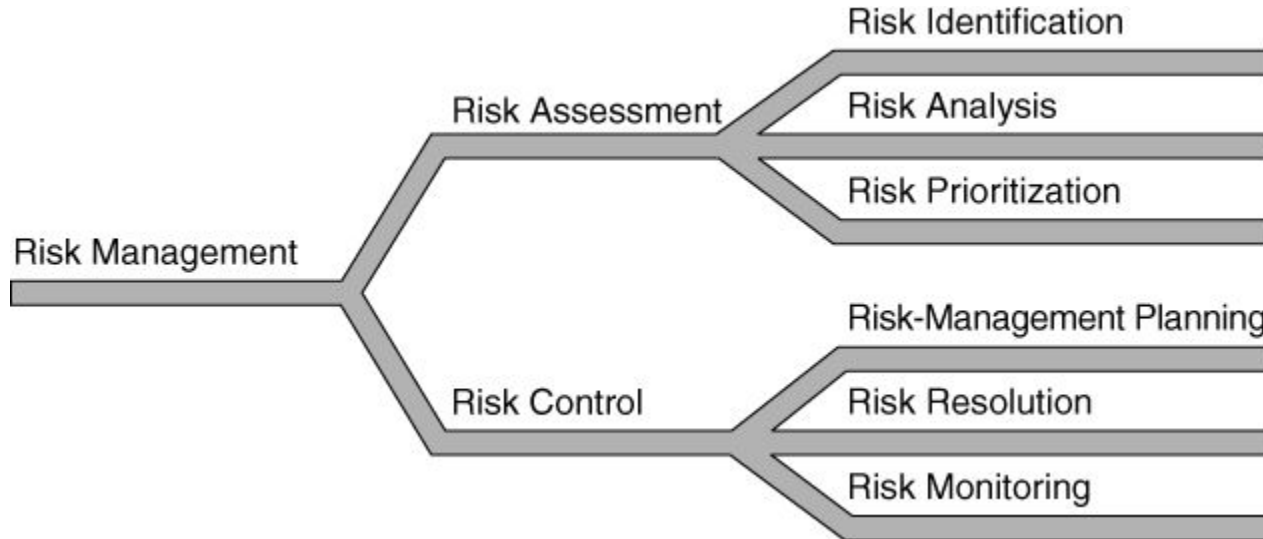 Risk Identification
Risk Assessment
Risk Analysis
Risk Prioritization
Risk Management
Risk-Management Planning
Risk Control
Risk Resolution
Risk Monitoring